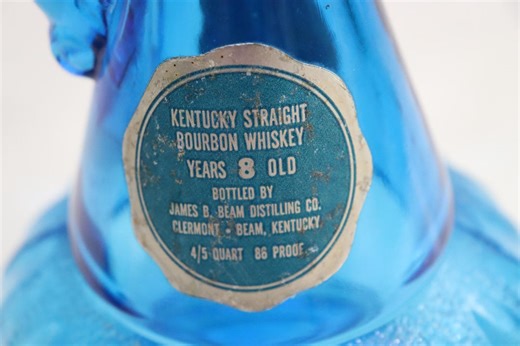 KENTUCKY STRAIGHT
BOURBON WHISKEY
YEARS 8 OLD
BOTTLED BY
JAMES B. BEAM DISTILLING CO.
CLERMONT • BEAM, KENTUCKY
4/5 QUART 86 PROOF